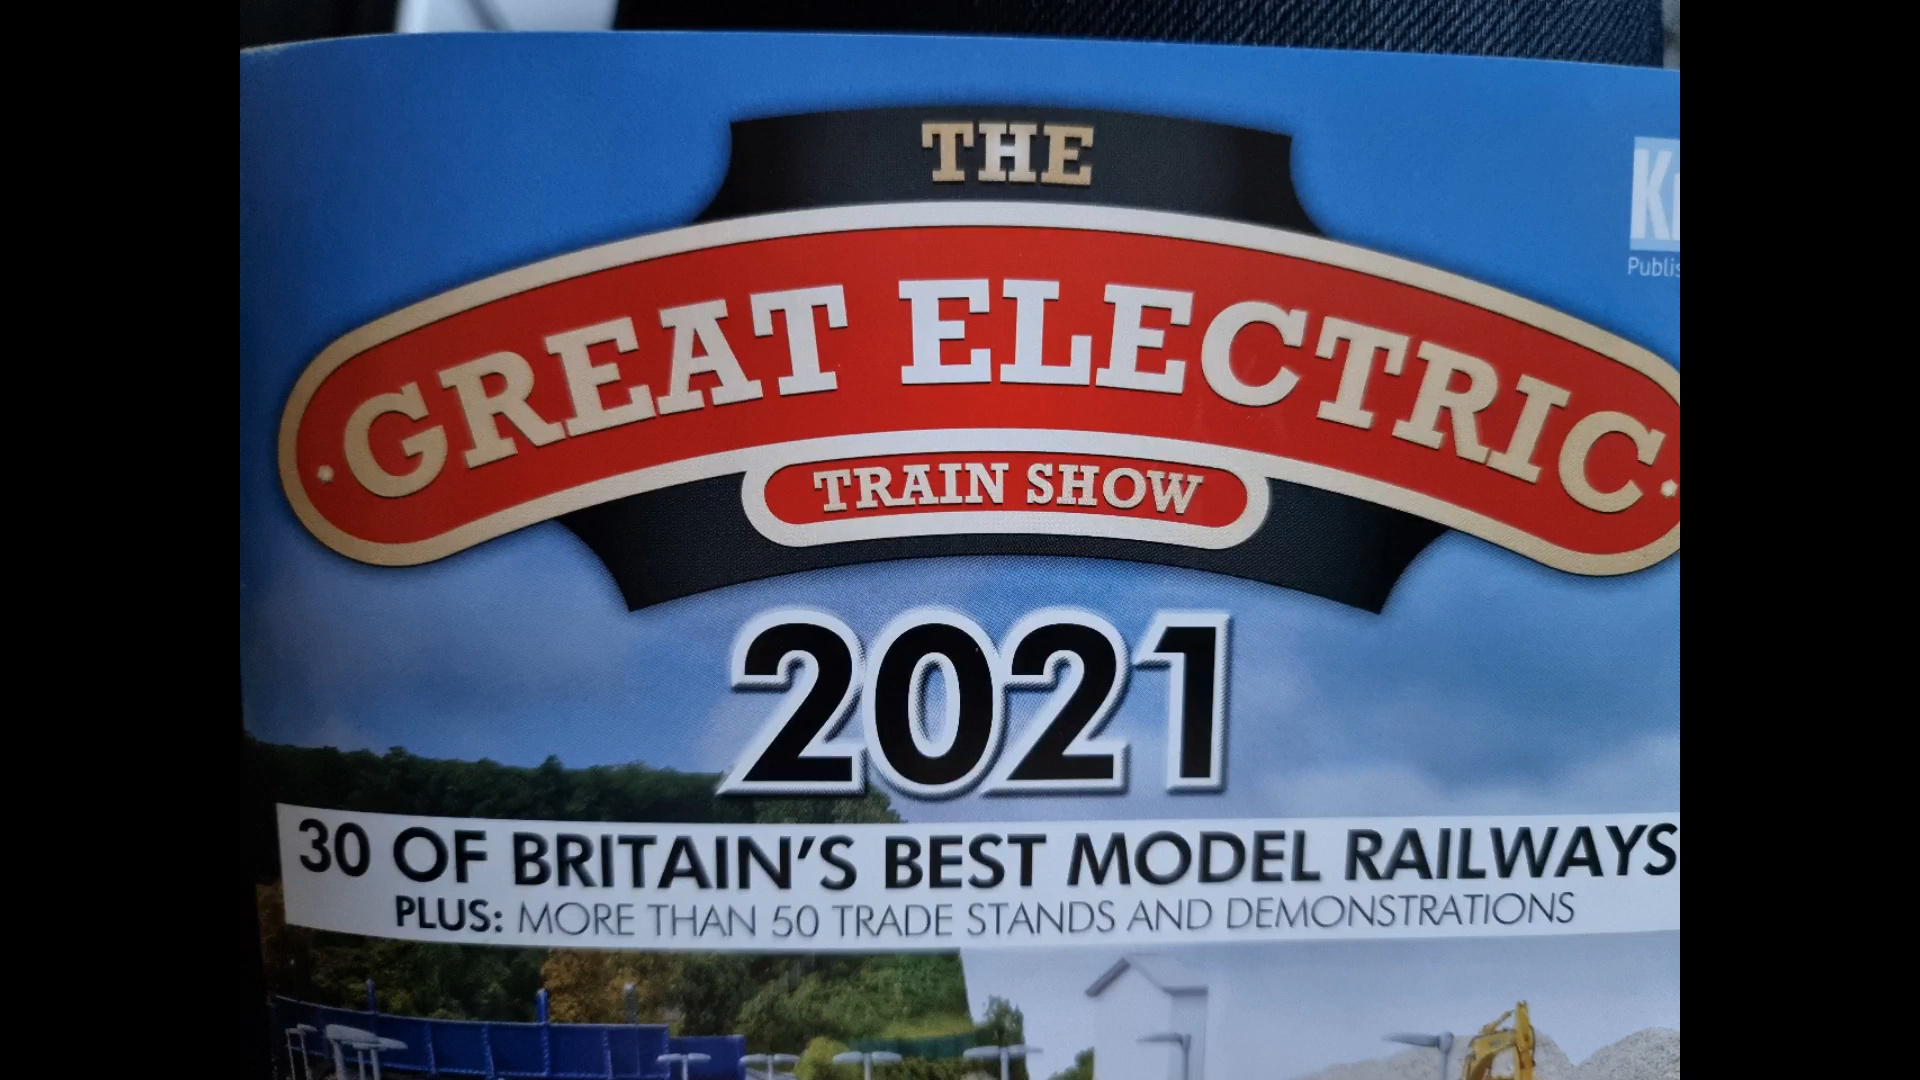 THE
GREAT ELECTRIC
TRAIN SHOW
2021
30 OF BRITAIN'S BEST MODEL RAILWAYS
PLUS: MORE THAN 50 TRADE STANDS AND DEMONSTRATIONS